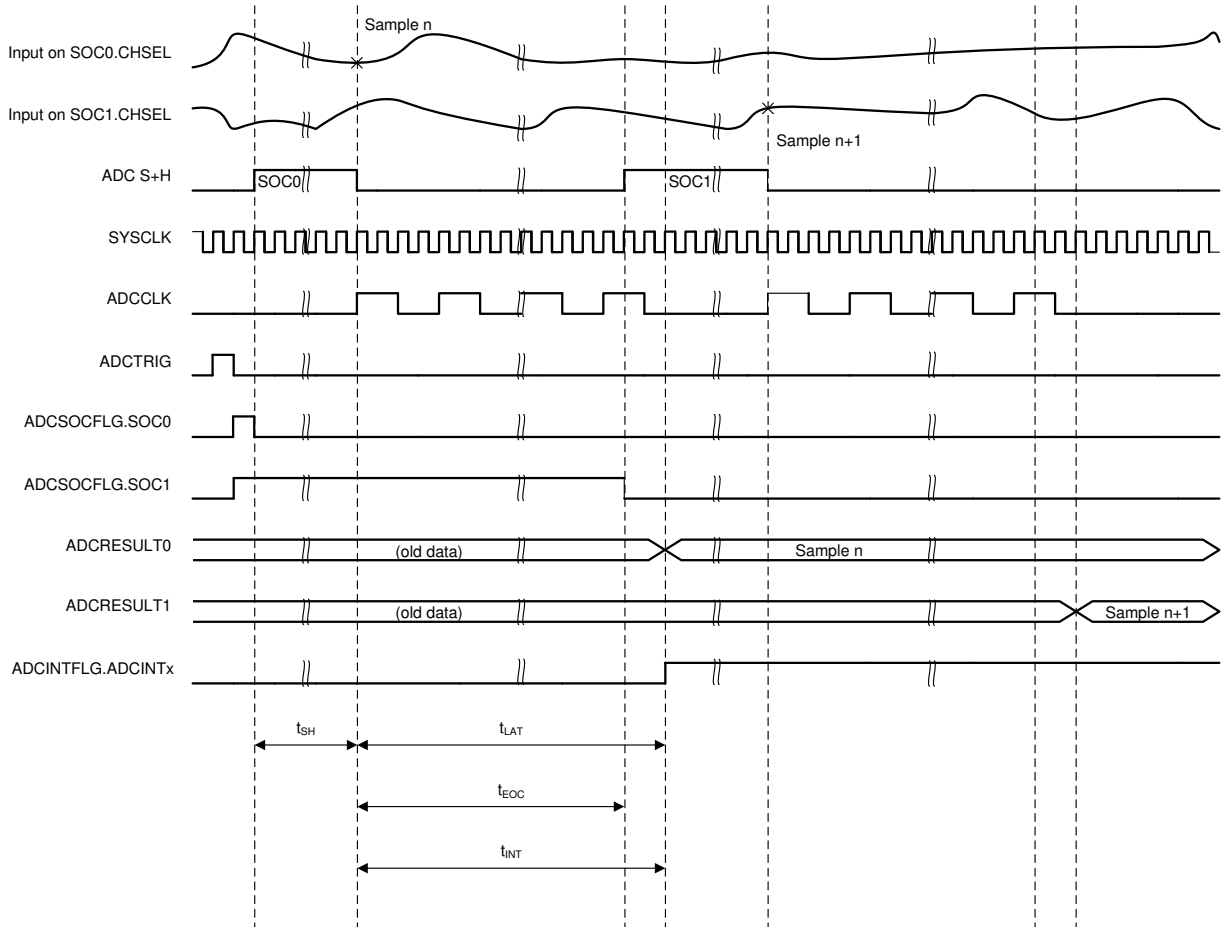 Sample n
Input on SOC0.CHSEL
Input on SOC1.CHSEL
Sample n+1
ADC S+H
SOC0
SOC1
SYSCLK
ADCCLK
ADCTRIG
ADCSOCFLG.SOC0
ADCSOCFLG.SOC1
ADCRESULT0
(old data)
Sample n
ADCRESULT1
(old data)
Sample n+1
ADCINTFLG.ADCINTx
tSH
tLAT
tEOC
tINT